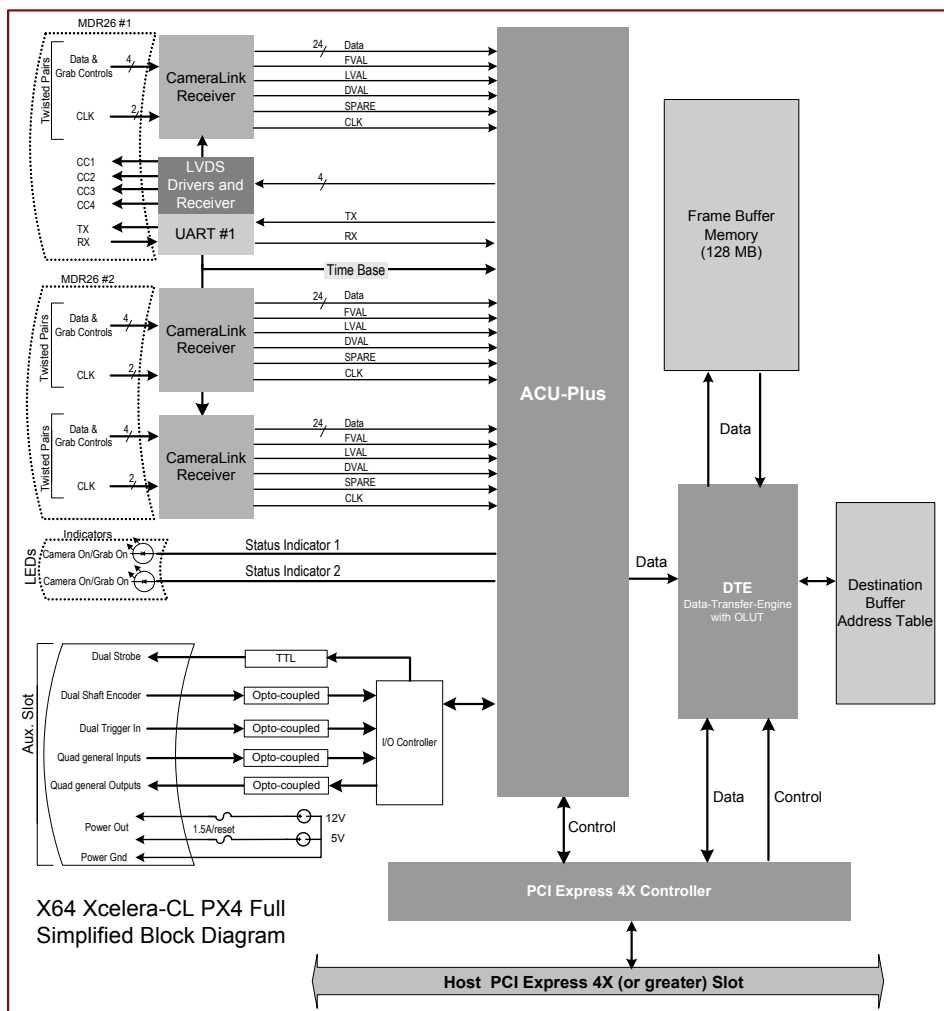 MDR26 #1
Twisted Pairs
Data &
Grab Controls
4
CLK
2
CameraLink
Receiver
24
Data
FVAL
LVAL
DVAL
SPARE
CLK
CC1
CC2
CC3
CC4
LVDS
Drivers and
Receiver
4
TX
RX
UART #1
TX
RX
Time Base
MDR26 #2
Twisted Pairs
Data &
Grab Controls
4
CLK
2
CameraLink
Receiver
24
Data
FVAL
LVAL
DVAL
SPARE
CLK
Twisted Pairs
Data &
Grab Controls
4
CLK
2
CameraLink
Receiver
24
Data
FVAL
LVAL
DVAL
SPARE
CLK
ACU-Plus
Frame Buffer
Memory
(128 MB)
Data
LEDs
Indicators
Camera On/Grab On
Status Indicator 1
Camera On/Grab On
Status Indicator 2
Data
DTE
Data-Transfer-Engine
with OLUT
Destination
Buffer
Address Table
Aux. Slot
Dual Strobe
TTL
Dual Shaft Encoder
Opto-coupled
Dual Trigger In
Opto-coupled
Quad general Inputs
Opto-coupled
Quad general Outputs
Opto-coupled
I/O Controller
Power Out
1.5A/reset
12V
5V
Power Gnd
Control
Data
Control
PCI Express 4X Controller
X64 Xcelera-CL PX4 Full
Simplified Block Diagram
Host PCI Express 4X (or greater) Slot